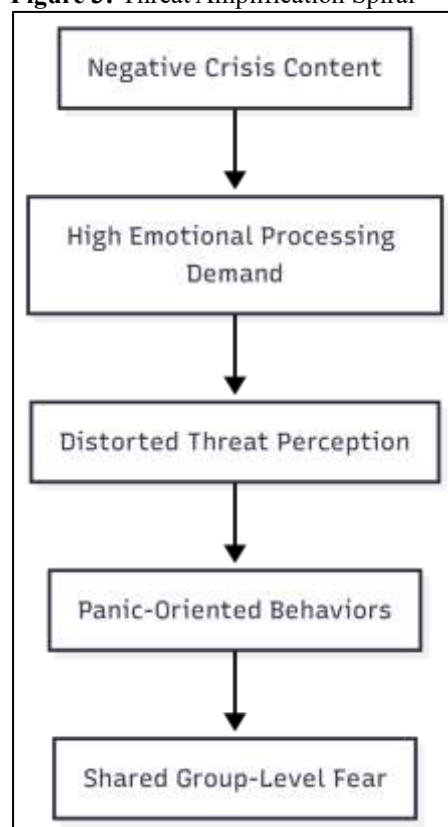 Figure 3: Threat Amplification Spiral
Negative Crisis Content
High Emotional Processing
Demand
Distorted Threat Perception
Panic-Oriented Behaviors
Shared Group-Level Fear